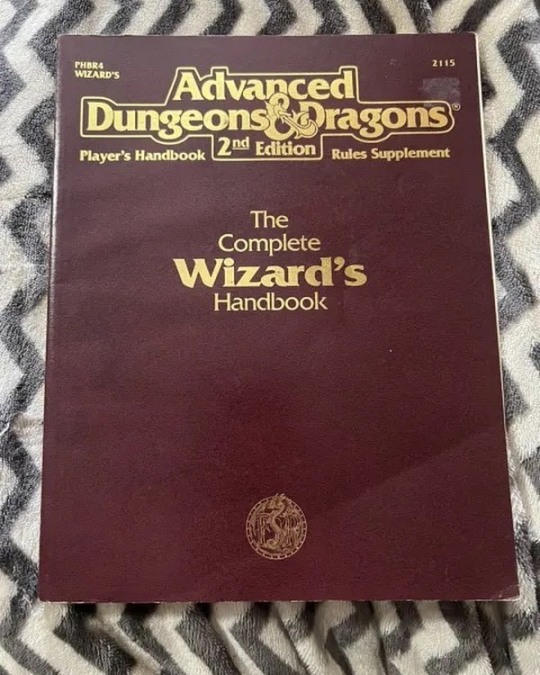 PHBR4
WIZARD'S
2115
Advanced
Dungeons & Dragons®
2nd Edition
Player's Handbook
Rules Supplement
The
Complete
Wizard's
Handbook
TSR